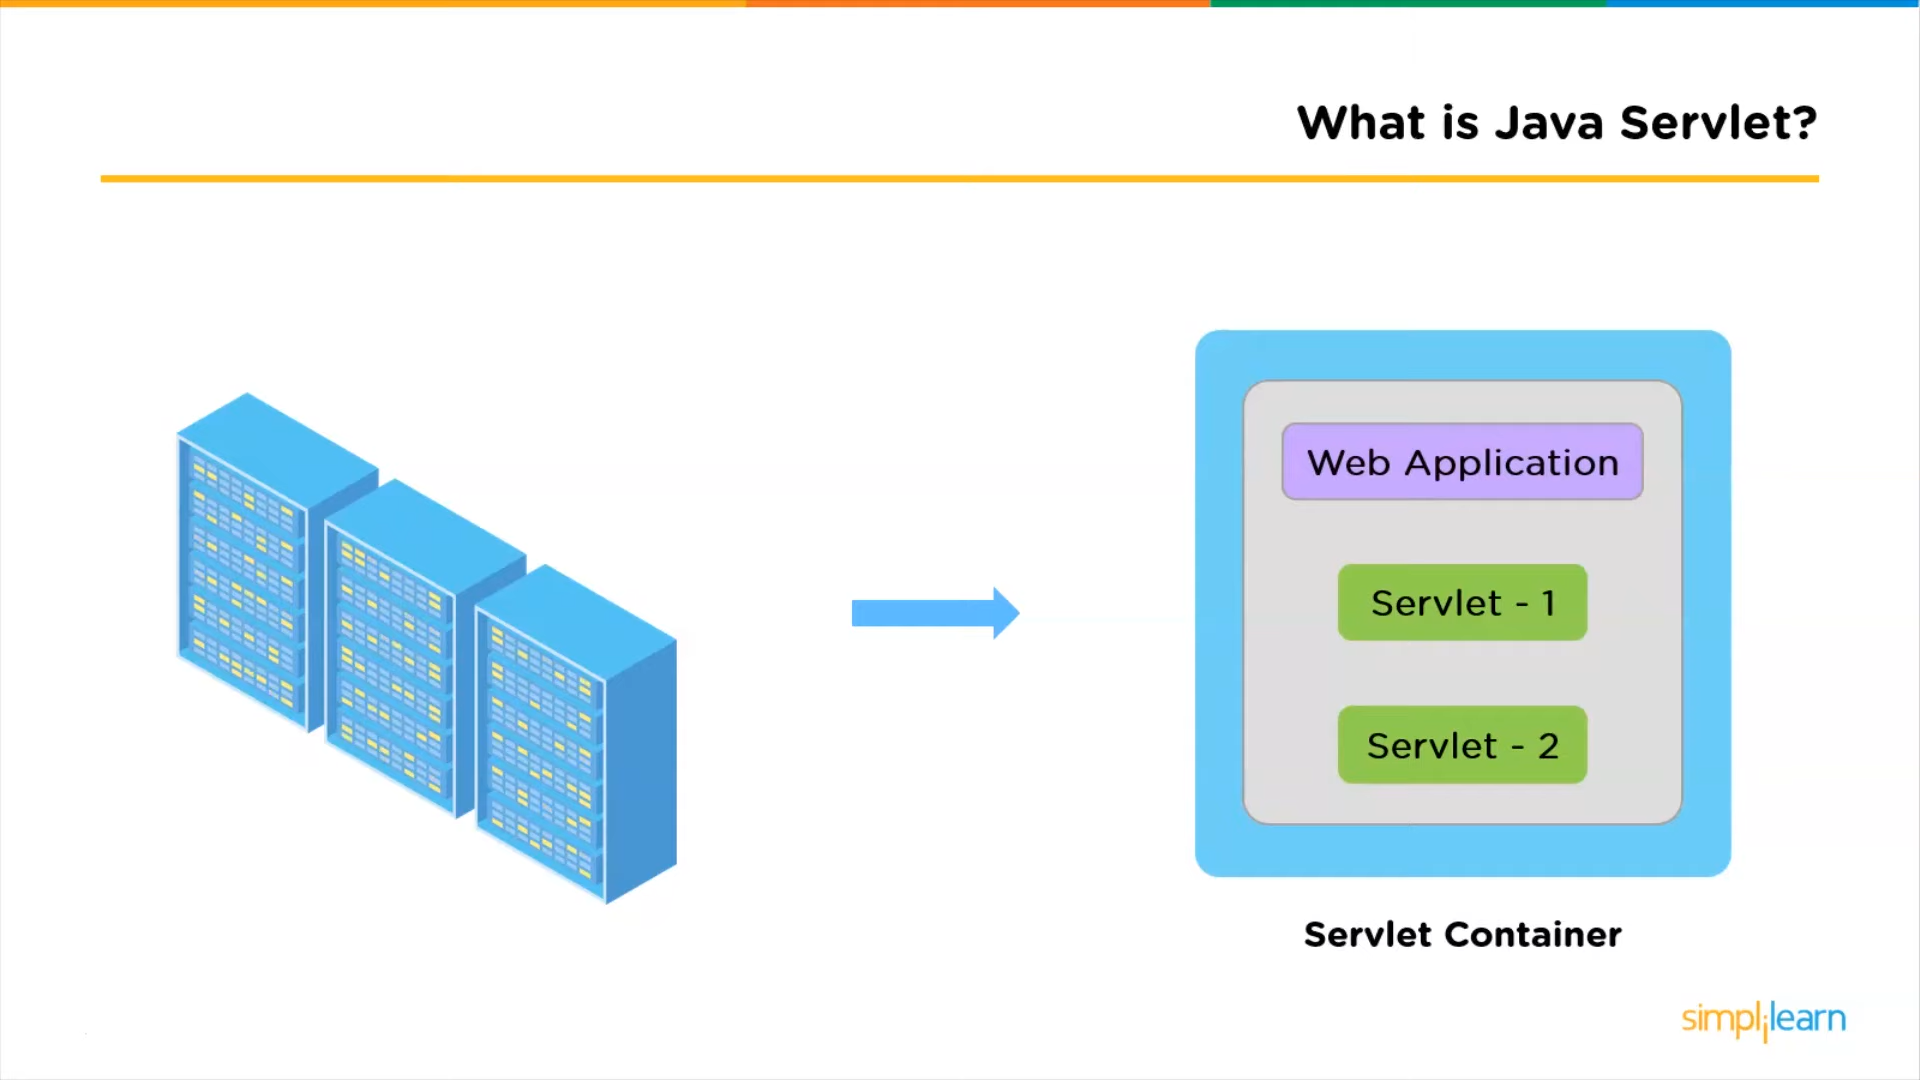 What is Java Servlet?
Web Application
Servlet - 1
Servlet - 2
Servlet Container
simplilearn